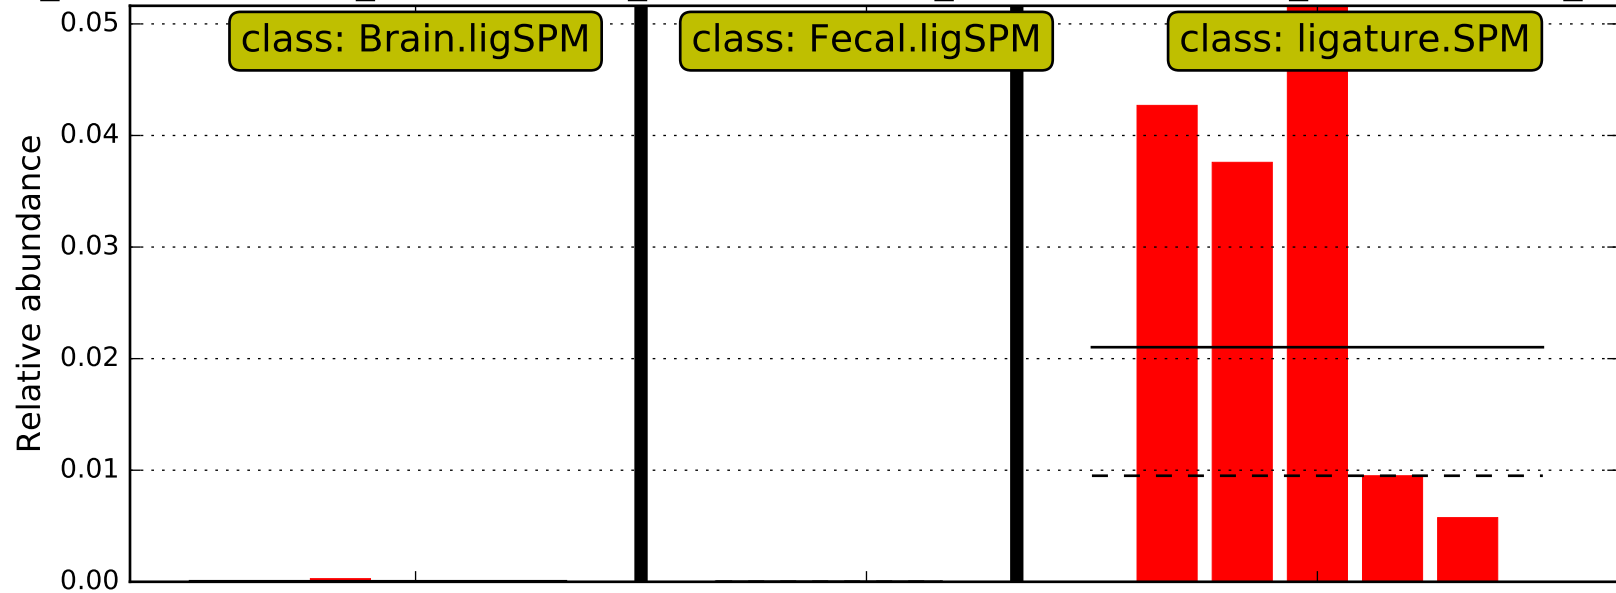 class: Brain.ligSPM
class: Fecal.ligSPM
class: ligature.SPM
Relative abundance
0.05
0.04
0.03
0.02
0.01
0.00